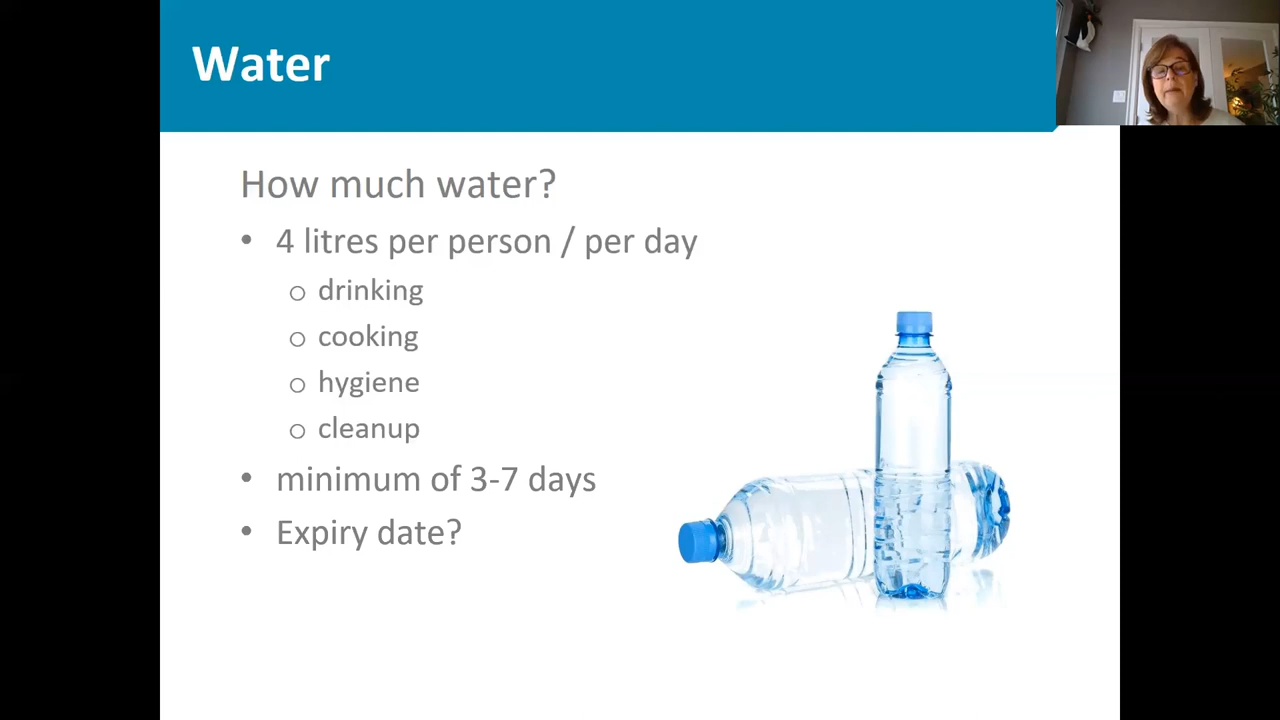 Water
How much water?
• 4 litres per person / per day
o drinking
o cooking
o hygiene
o cleanup
• minimum of 3-7 days
• Expiry date?